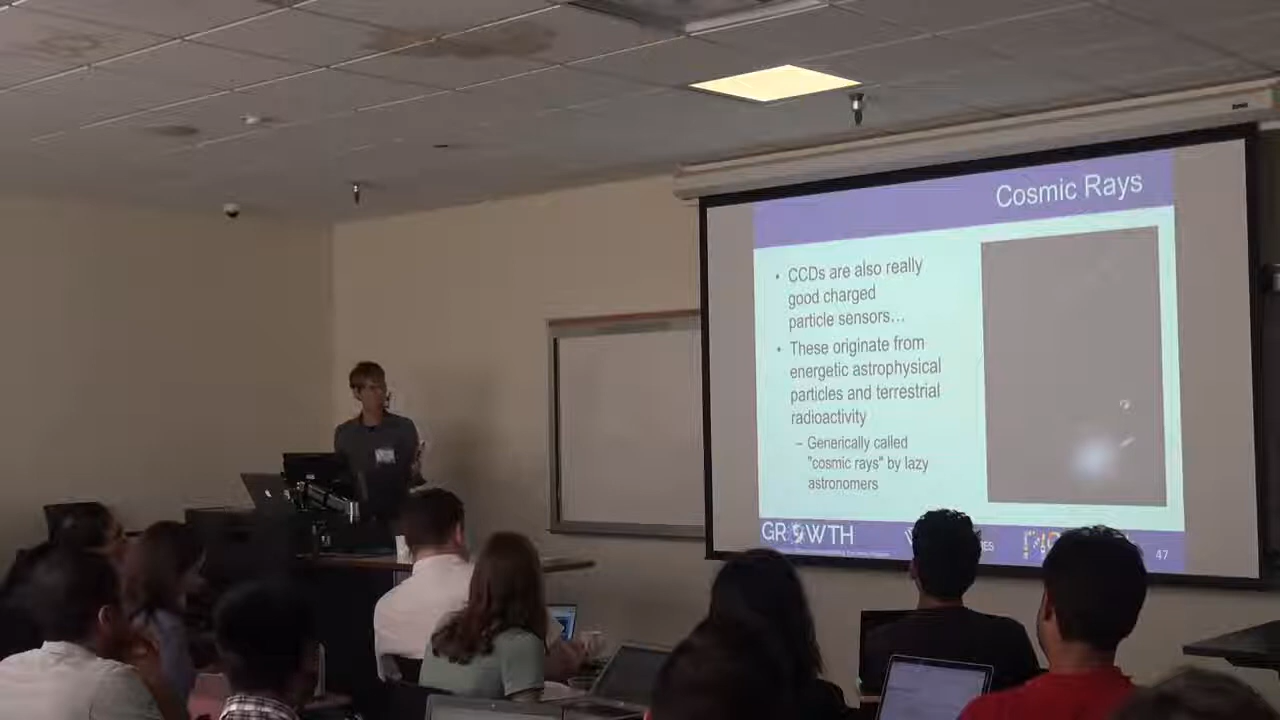 Cosmic Rays
• CCDs are also really
good charged
particle sensors…
• These originate from
energetic astrophysical
particles and terrestrial
radioactivity
– Generically called
"cosmic rays" by lazy
astronomers
GROWTH
47